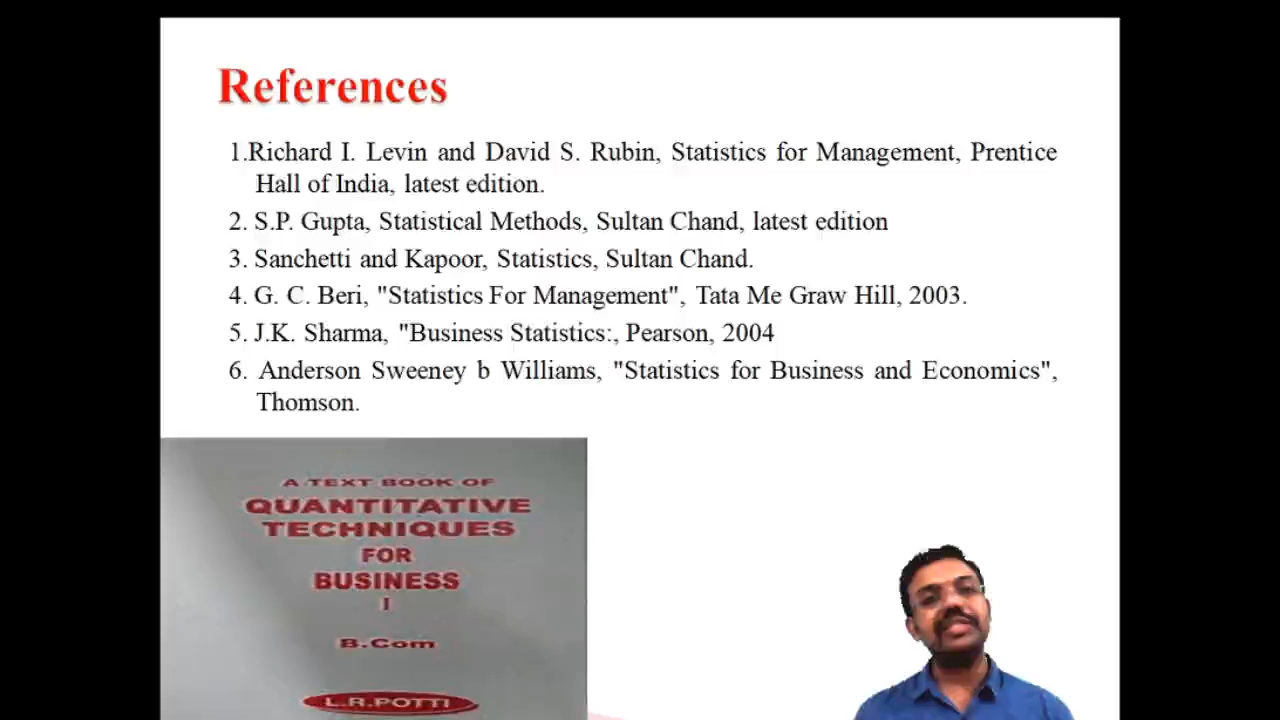 References
1.Richard I. Levin and David S. Rubin, Statistics for Management, Prentice
Hall of India, latest edition.
2. S.P. Gupta, Statistical Methods, Sultan Chand, latest edition
3. Sanchetti and Kapoor, Statistics, Sultan Chand.
4. G. C. Beri, "Statistics For Management", Tata Me Graw Hill, 2003.
5. J.K. Sharma, "Business Statistics:, Pearson, 2004
6. Anderson Sweeney b Williams, "Statistics for Business and Economics",
Thomson.
A TEXT BOOK OF
QUANTITATIVE
TECHNIQUES
FOR
BUSINESS
I
B.Com
L.R.POTTI